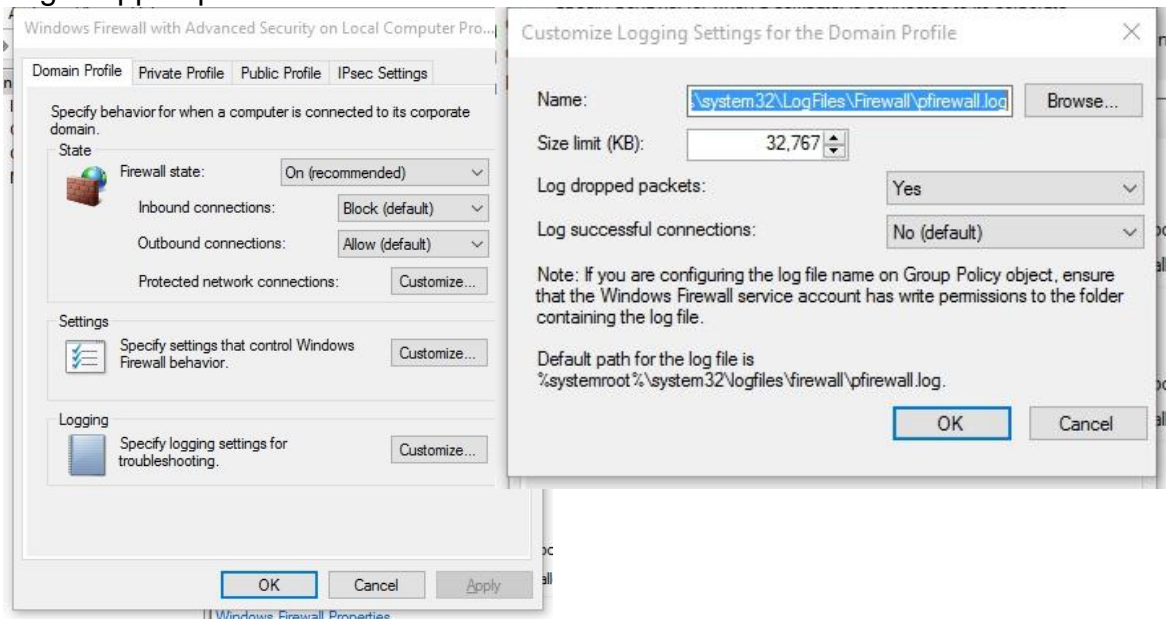 Windows Firewall with Advanced Security on Local Computer Pro...
Domain Profile Private Profile Public Profile IPsec Settings
Specify behavior for when a computer is connected to its corporate
domain.
State
Firewall state: On (recommended)
Inbound connections: Block (default)
Outbound connections: Allow (default)
Protected network connections: Customize...
Settings
Specify settings that control Windows
Firewall behavior.
Customize...
Logging
Specify logging settings for
troubleshooting.
Customize...
OK Cancel Apply
Windows Firewall Properties
Customize Logging Settings for the Domain Profile
Name: \system32\LogFiles\Firewall\pfirewall.log Browse...
Size limit (KB): 32,767
Log dropped packets: Yes
Log successful connections: No (default)
Note: If you are configuring the log file name on Group Policy object, ensure
that the Windows Firewall service account has write permissions to the folder
containing the log file.
Default path for the log file is
%systemroot%\system32\logfiles\firewall\pfirewall.log.
OK Cancel